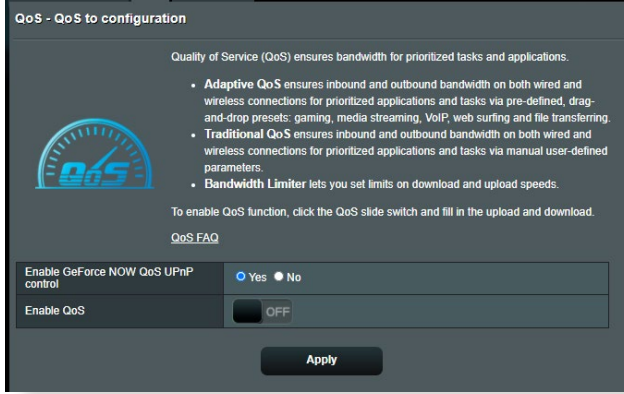 QoS - QoS to configuration
Quality of Service (QoS) ensures bandwidth for prioritized tasks and applications.
• Adaptive QoS ensures inbound and outbound bandwidth on both wired and
wireless connections for prioritized applications and tasks via pre-defined, drag-
and-drop presets: gaming, media streaming, VoIP, web surfing and file transferring.
• Traditional QoS ensures inbound and outbound bandwidth on both wired and
wireless connections for prioritized applications and tasks via manual user-defined
parameters.
• Bandwidth Limiter lets you set limits on download and upload speeds.
QoS
To enable QoS function, click the QoS slide switch and fill in the upload and download.
QoS FAQ
Enable GeForce NOW QoS UPnP
control
Yes No
Enable QoS
OFF
Apply